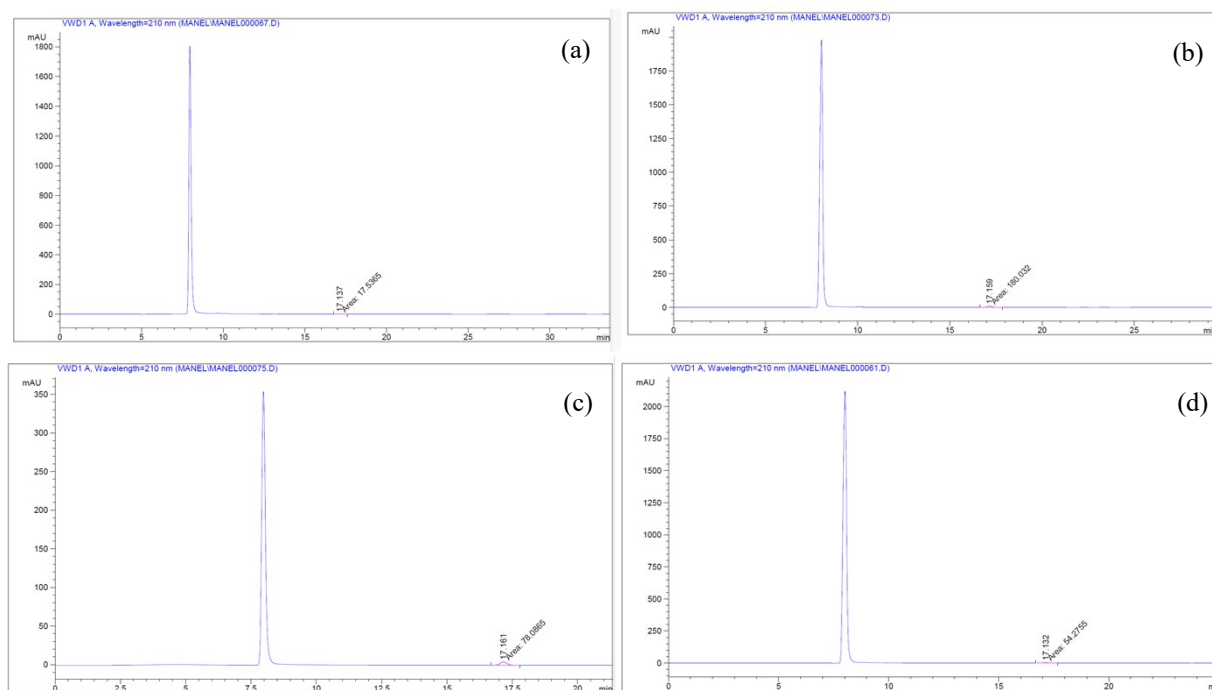 VWD1 A, Wavelength=210 nm (MANEL\MANEL000067.D)
mAU
(a)
1800
1600
1400
1200
1000
800
600
400
200
0
17.137
Area: 17.5365
0 5 10 15 20 25 30 min
VWD1 A, Wavelength=210 nm (MANEL\MANEL000073.D)
mAU
(b)
1750
1500
1250
1000
750
500
250
0
17.159
Area: 180.032
0 5 10 15 20 25
VWD1 A, Wavelength=210 nm (MANEL\MANEL000075.D)
mAU
(c)
350
300
250
200
150
100
50
0
17.161
Area: 78.0865
0 2.5 5 7.5 10 12.5 15 17.5 20 min
VWD1 A, Wavelength=210 nm (MANEL\MANEL000061.D)
mAU
(d)
2000
1750
1500
1250
1000
750
500
250
0
17.132
Area: 54.2755
0 5 10 15 20